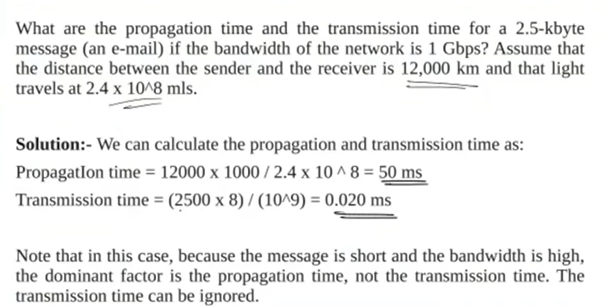 What are the propagation time and the transmission time for a 2.5-kbyte
message (an e-mail) if the bandwidth of the network is 1 Gbps? Assume that
the distance between the sender and the receiver is 12,000 km and that light
travels at 2.4 x 10^8 mls.
Solution:- We can calculate the propagation and transmission time as:
PropagatIon time = 12000 x 1000 / 2.4 x 10 ^ 8 = 50 ms
Transmission time = (2500 x 8) / (10^9) = 0.020 ms
Note that in this case, because the message is short and the bandwidth is high,
the dominant factor is the propagation time, not the transmission time. The
transmission time can be ignored.